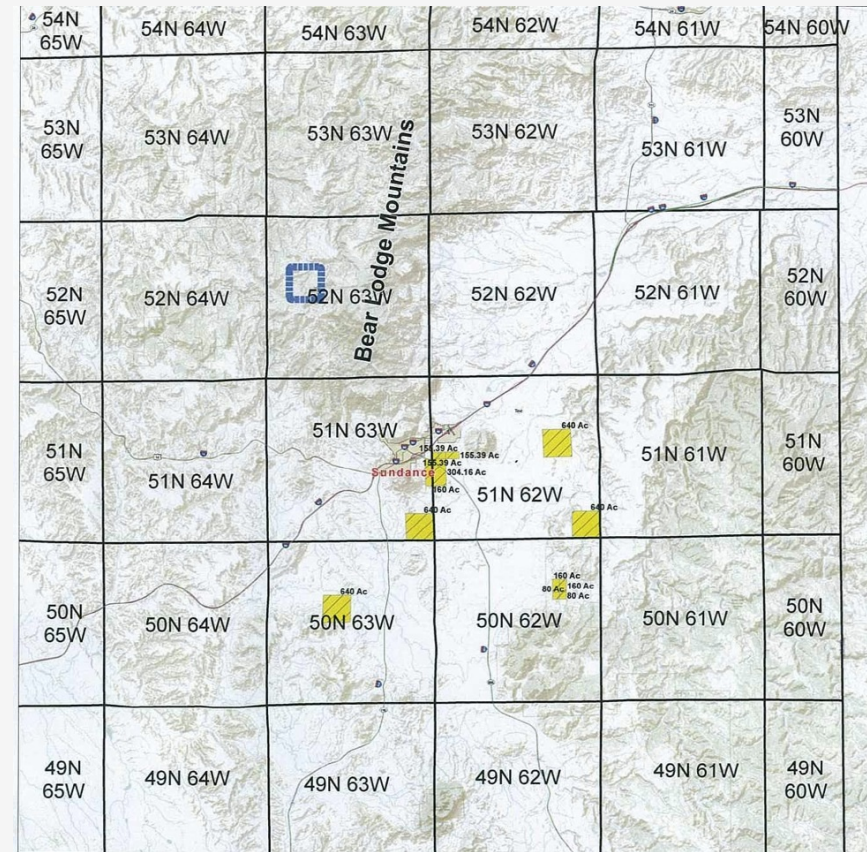 54N
65W
54N 64W
54N 63W
54N 62W
54N 61W
54N 60W
53N
65W
53N 64W
53N 63W
53N 62W
53N 61W
53N
60W
Bear Lodge Mountains
52N
65W
52N 64W
52N 63W
52N 62W
52N 61W
52N
60W
51N
65W
51N 64W
51N 63W
640 Ac
155.39 Ac
155.39 Ac
155.39 Ac
304.16 Ac
Sundance
160 Ac
51N 62W
51N 61W
51N
60W
640 Ac
640 Ac
50N
65W
50N 64W
640 Ac
50N 63W
160 Ac
80 Ac
160 Ac
80 Ac
50N 62W
50N 61W
50N
60W
49N
65W
49N 64W
49N 63W
49N 62W
49N 61W
49N
60W